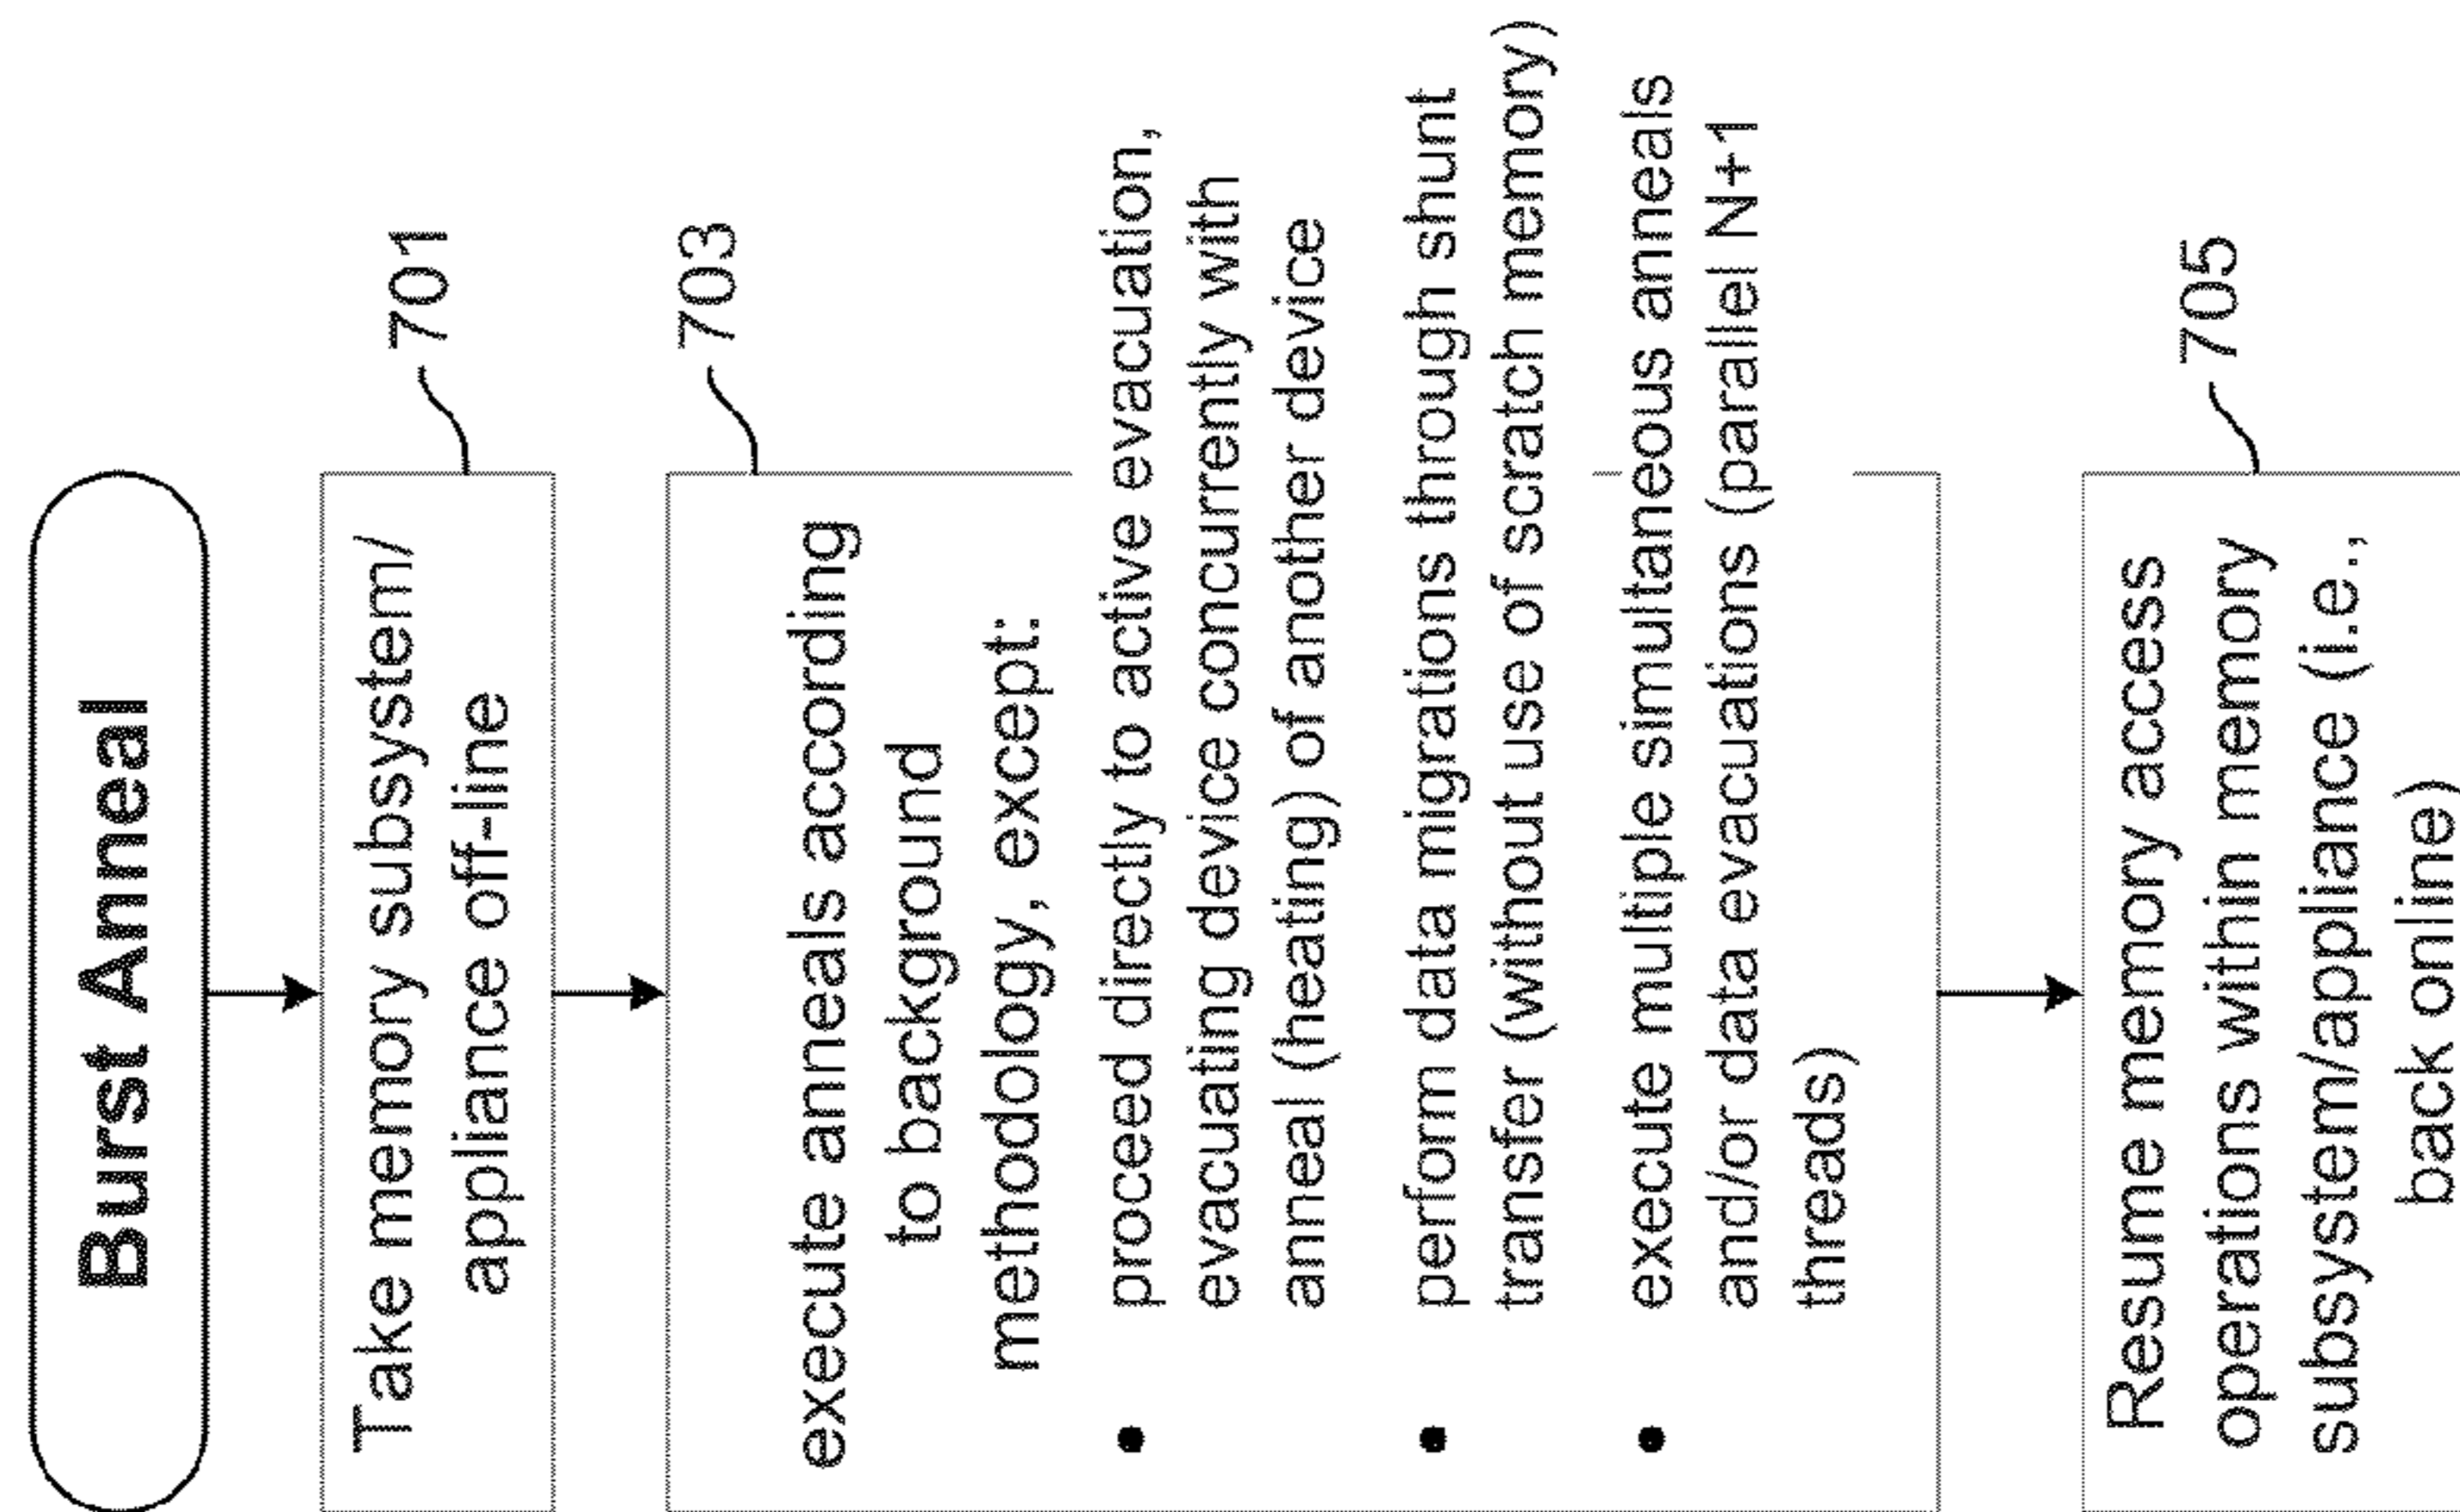 Burst Anneal
Take memory subsystem/
appliance off-line
701
execute anneals according
to background
methodology, except:
703
• proceed directly to active evacuation,
evacuating device concurrently with
anneal (heating) of another device
• perform data migrations through shunt
transfer (without use of scratch memory)
• execute multiple simultaneous anneals
and/or data evacuations (parallel N+1
threads)
Resume memory access
operations within memory
subsystem/appliance (i.e.,
back online)
705